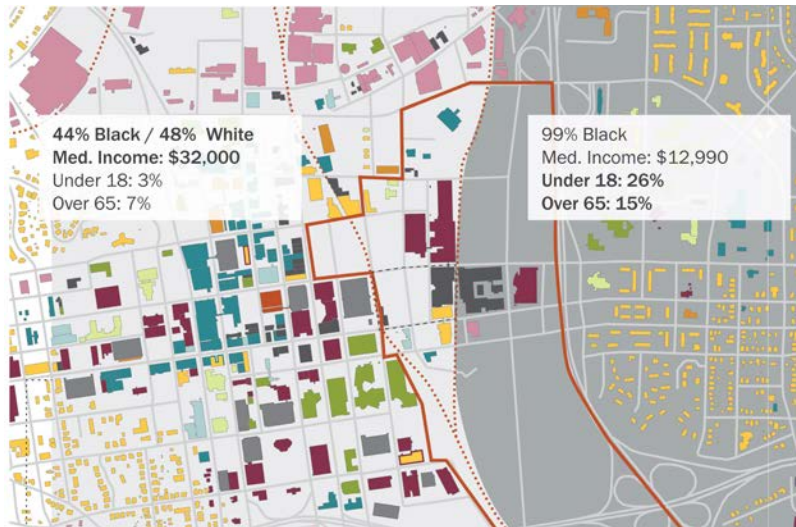 44% Black / 48% White
Med. Income: $32,000
Under 18: 3%
Over 65: 7%
99% Black
Med. Income: $12,990
Under 18: 26%
Over 65: 15%